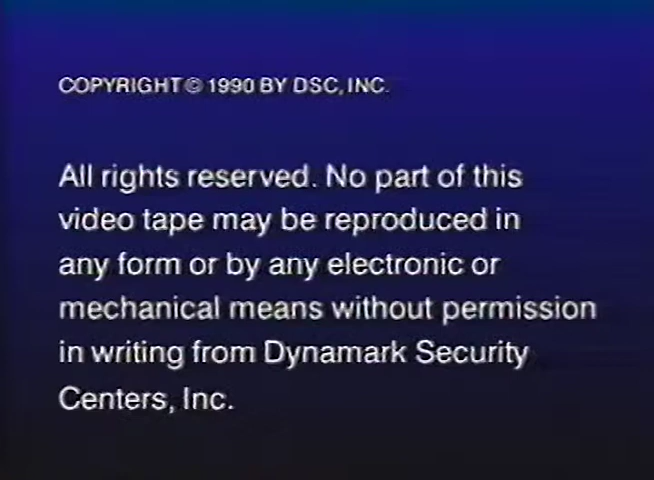 COPYRIGHT © 1990 BY DSC, INC.
All rights reserved. No part of this
video tape may be reproduced in
any form or by any electronic or
mechanical means without permission
in writing from Dynamark Security
Centers, Inc.